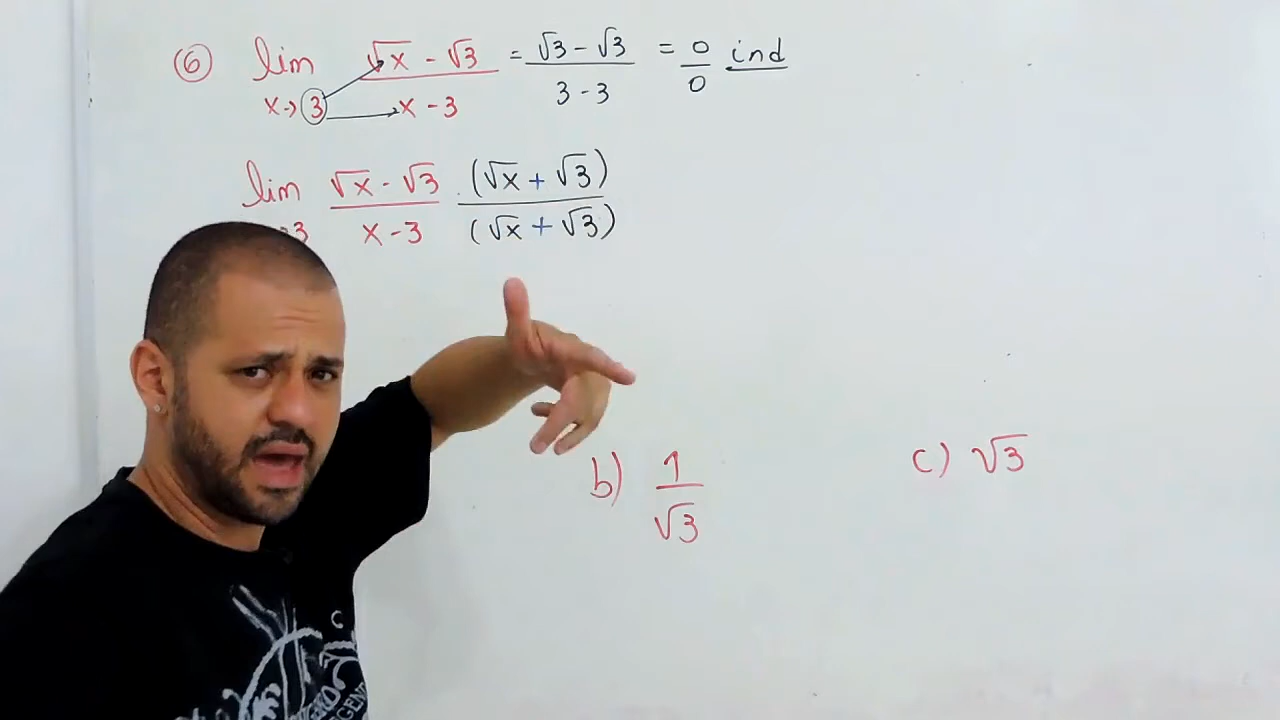 ⑥ lim x→3 (√x - √3)/(x - 3) = (√3 - √3)/(3 - 3) = 0/0 ind
lim →3 (√x - √3)/(x - 3) · (√x + √3)/(√x + √3)
b) 1/√3
c) √3